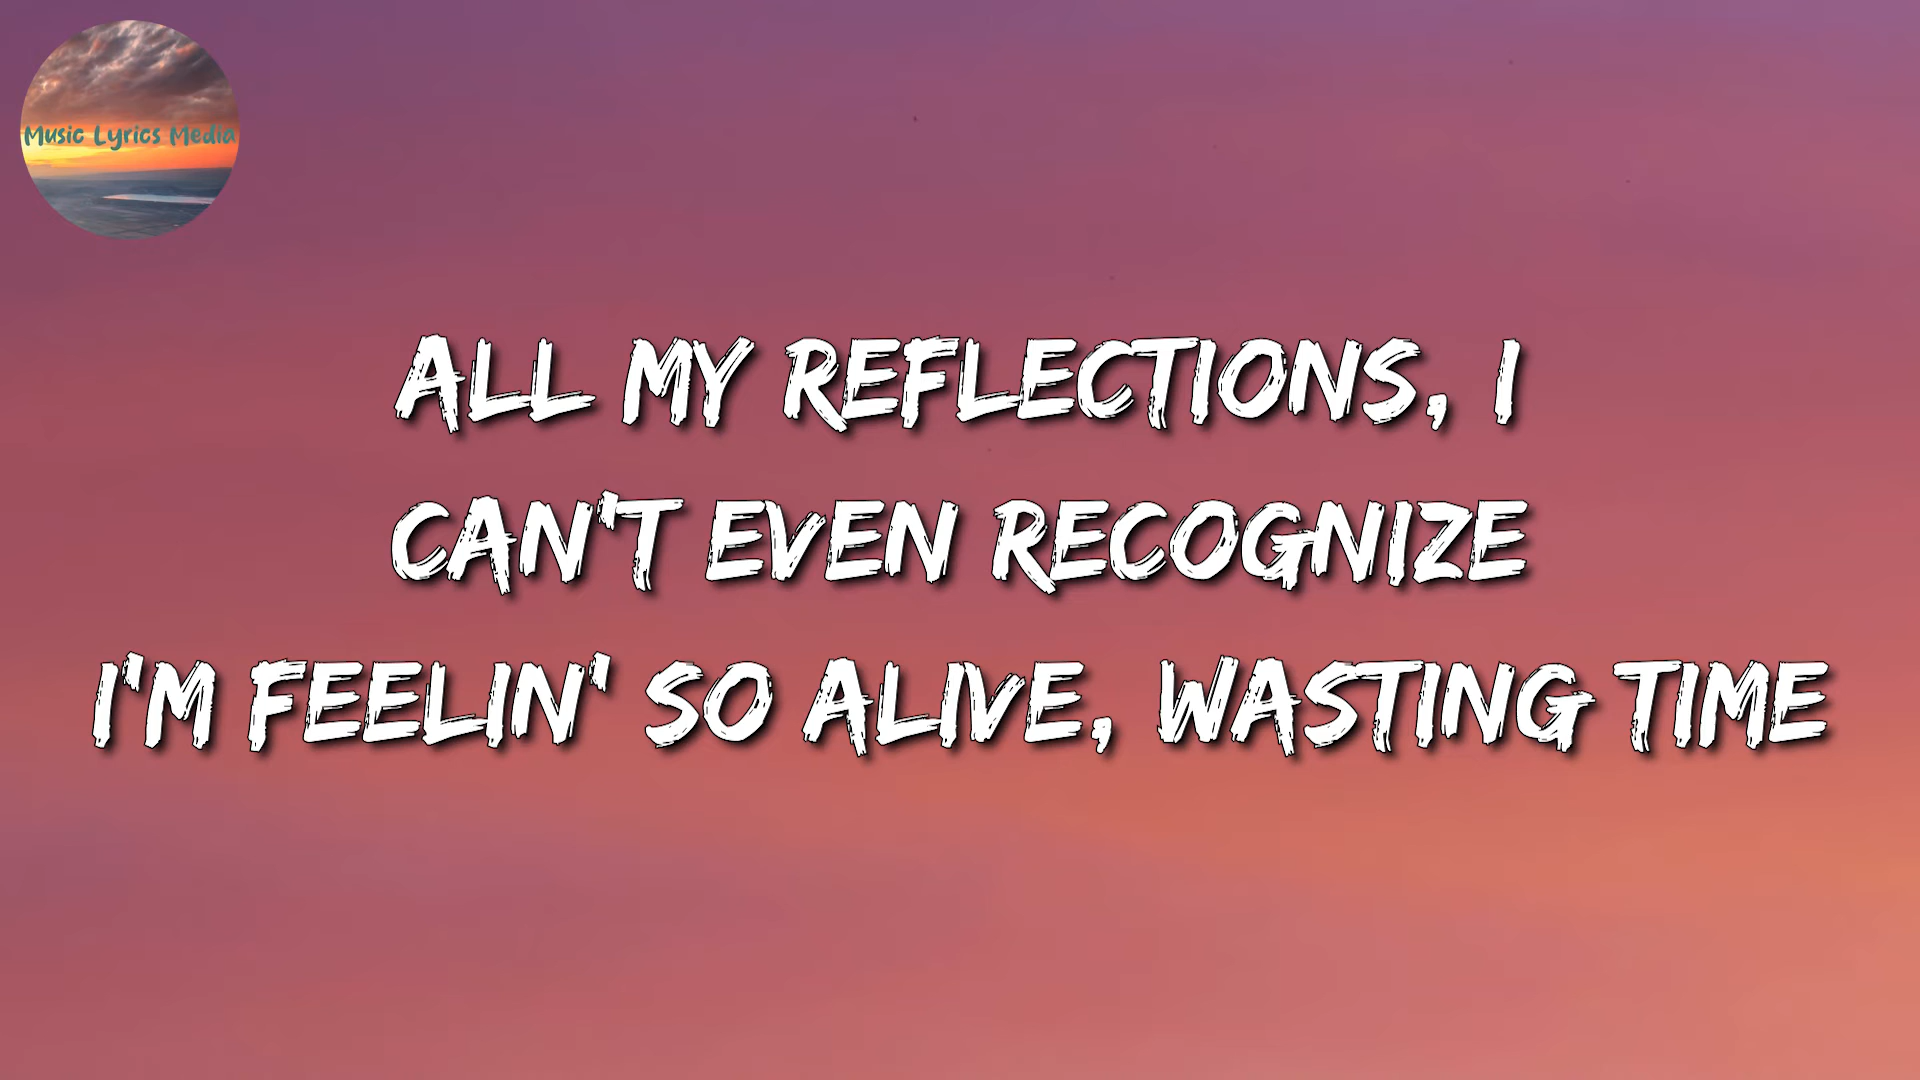 Music Lyrics Media
ALL MY REFLECTIONS, I
CAN'T EVEN RECOGNIZE
I'M FEELIN' SO ALIVE, WASTING TIME